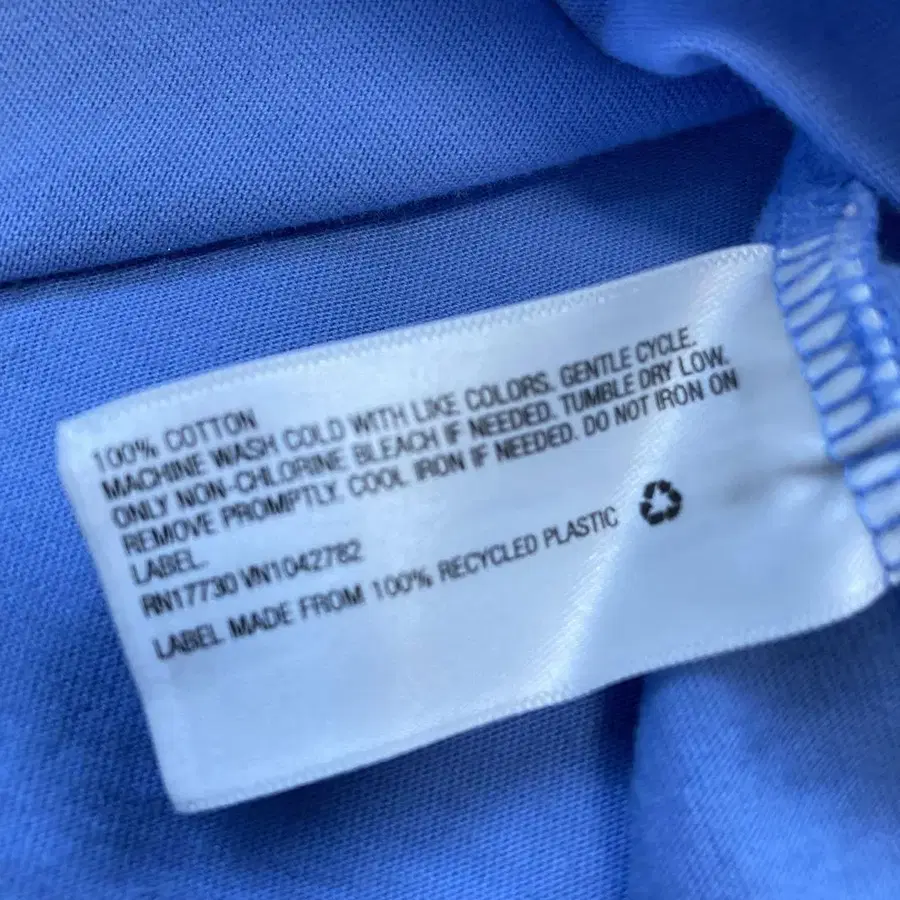 100% COTTON
MACHINE WASH COLD WITH LIKE COLORS. GENTLE CYCLE.
ONLY NON-CHLORINE BLEACH IF NEEDED. TUMBLE DRY LOW.
REMOVE PROMPTLY. COOL IRON IF NEEDED. DO NOT IRON ON
LABEL.
RN17730 VN1042782
LABEL MADE FROM 100% RECYCLED PLASTIC